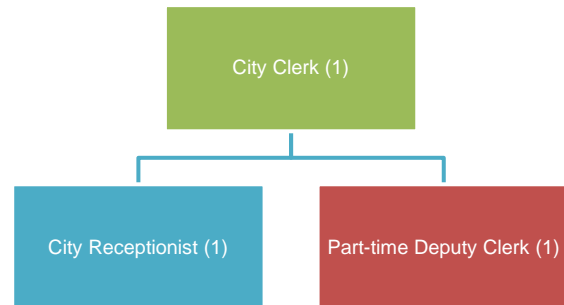 City Clerk (1)
City Receptionist (1)
Part-time Deputy Clerk (1)